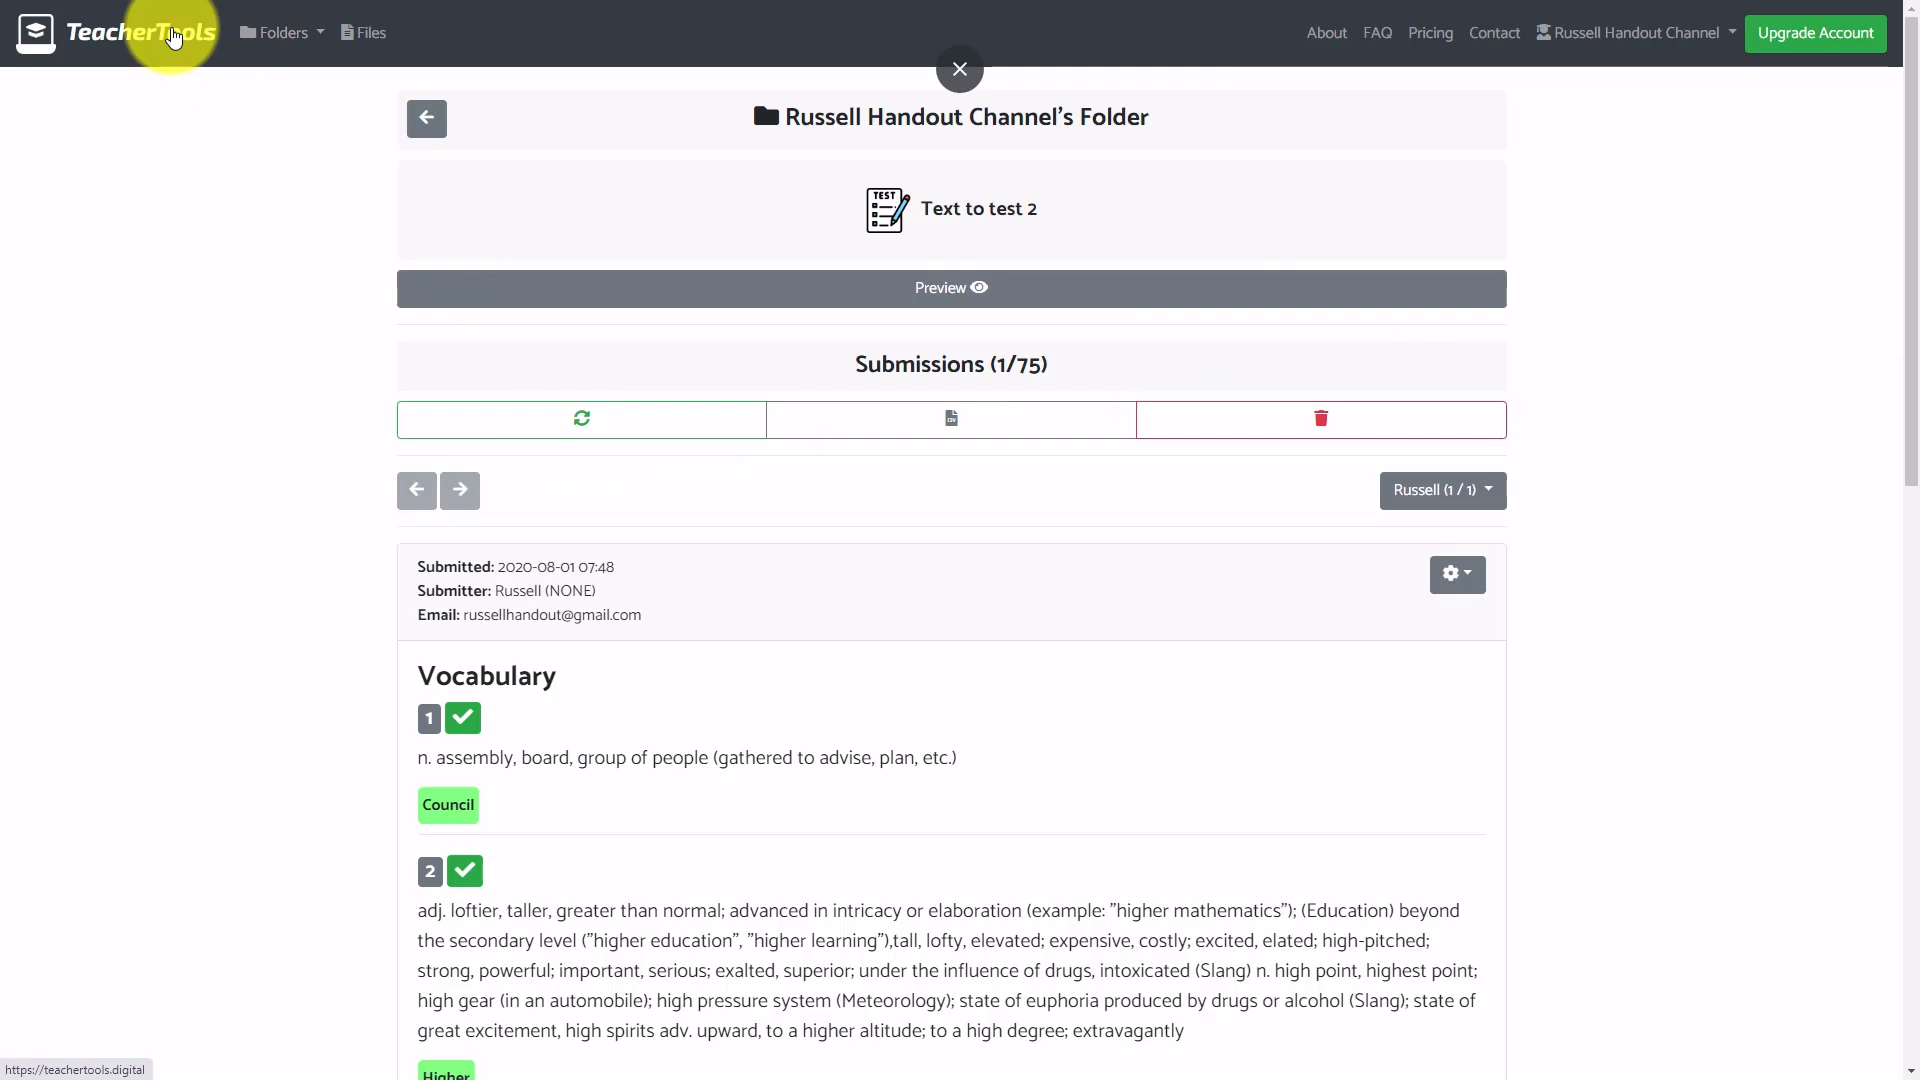 TeacherTools Folders Files About FAQ Pricing Contact Russell Handout Channel Upgrade Account
Russell Handout Channel's Folder
TEST
Text to test 2
Preview
Submissions (1/75)
CSV
Russell (1 / 1)
Submitted: 2020-08-01 07:48
Submitter: Russell (NONE)
Email: russellhandout@gmail.com
Vocabulary
1
n. assembly, board, group of people (gathered to advise, plan, etc.)
Council
2
adj. loftier, taller, greater than normal; advanced in intricacy or elaboration (example: "higher mathematics"); (Education) beyond
the secondary level ("higher education", "higher learning"),tall, lofty, elevated; expensive, costly; excited, elated; high-pitched;
strong, powerful; important, serious; exalted, superior; under the influence of drugs, intoxicated (Slang) n. high point, highest point;
high gear (in an automobile); high pressure system (Meteorology); state of euphoria produced by drugs or alcohol (Slang); state of
great excitement, high spirits adv. upward, to a higher altitude; to a high degree; extravagantly
Higher
https://teachertools.digital